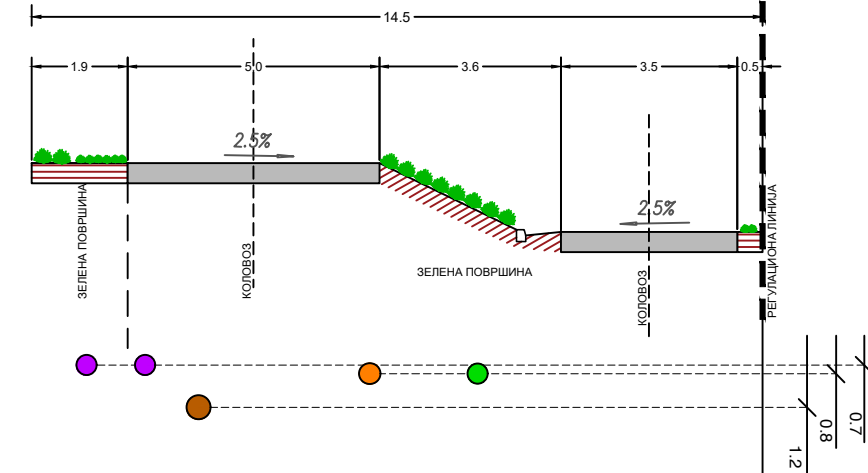 14.5
1.9
5.0
3.6
3.5
0.5
2.5%
2.5%
ЗЕЛЕНА ПОВРШИНА
КОЛОВОЗ
ЗЕЛЕНА ПОВРШИНА
КОЛОВОЗ
РЕГУЛАЦИОНА ЛИНИЈА
1.2
0.8
0.7